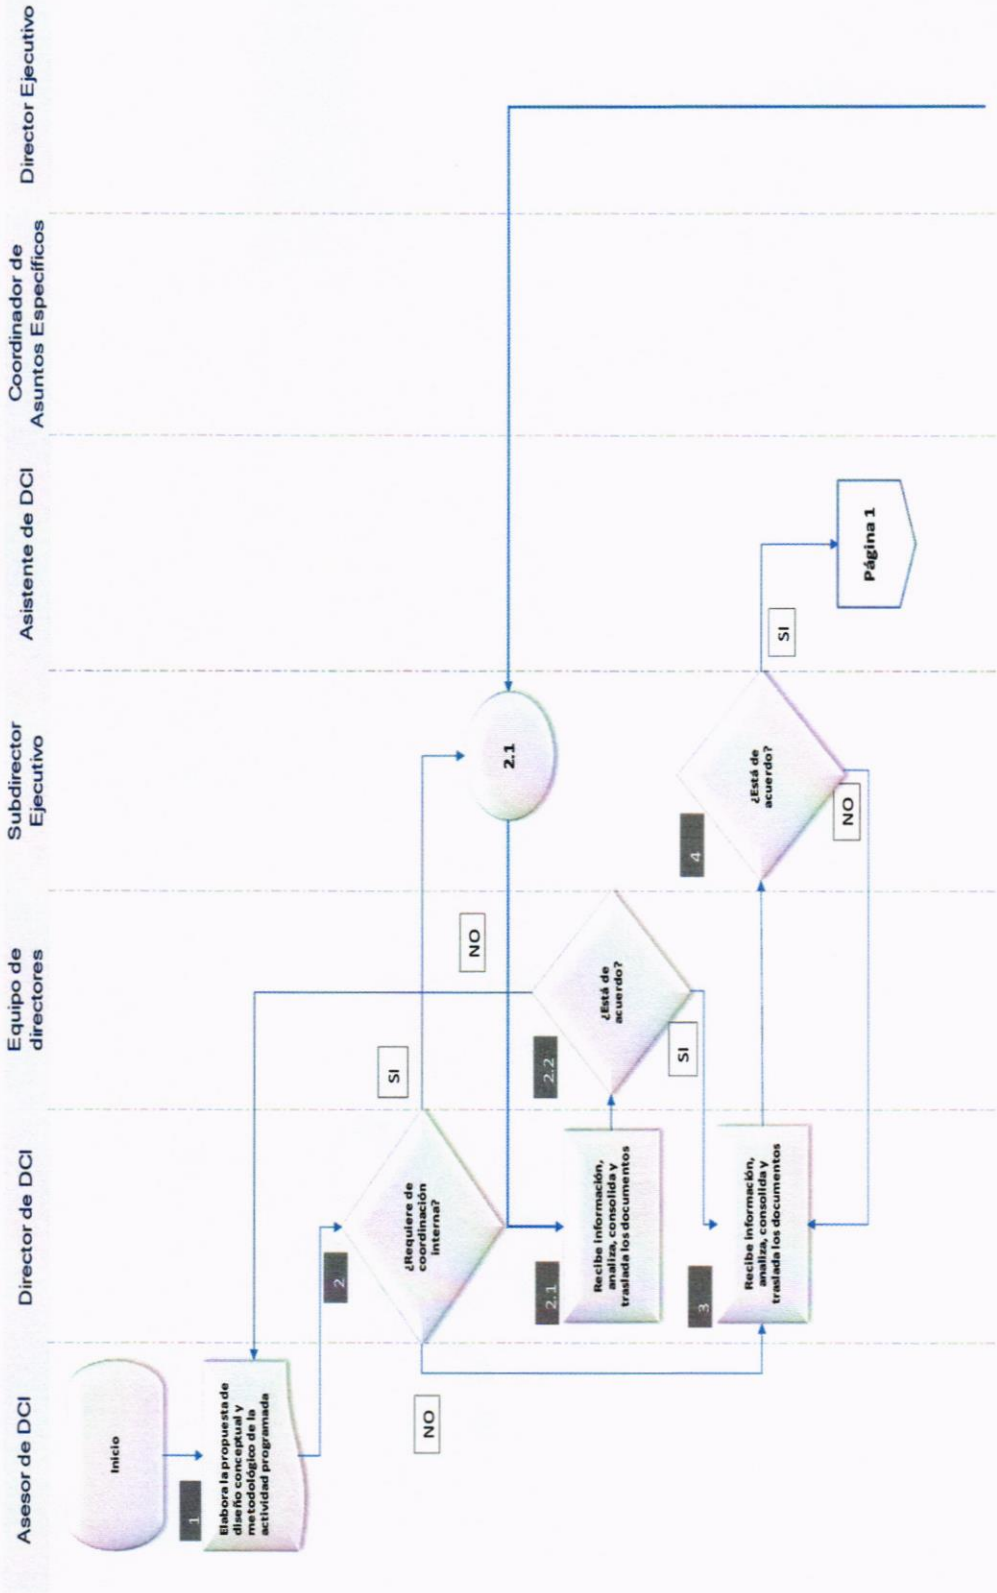 Asesor de DCI
Director de DCI
Equipo de
directores
Subdirector
Ejecutivo
Asistente de DCI
Coordinador de
Asuntos Específicos
Director Ejecutivo
Inicio
1
Elabora la propuesta de
diseño conceptual y
metodológico de la
actividad programada
2
¿Requiere de
coordinación
interna?
SI
NO
NO
2.1
2.1
Recibe información,
analiza, consolida y
traslada los documentos
2.2
¿Está de
acuerdo?
SI
3
Recibe información,
analiza, consolida y
traslada los documentos
4
¿Está de
acuerdo?
SI
NO
Página 1